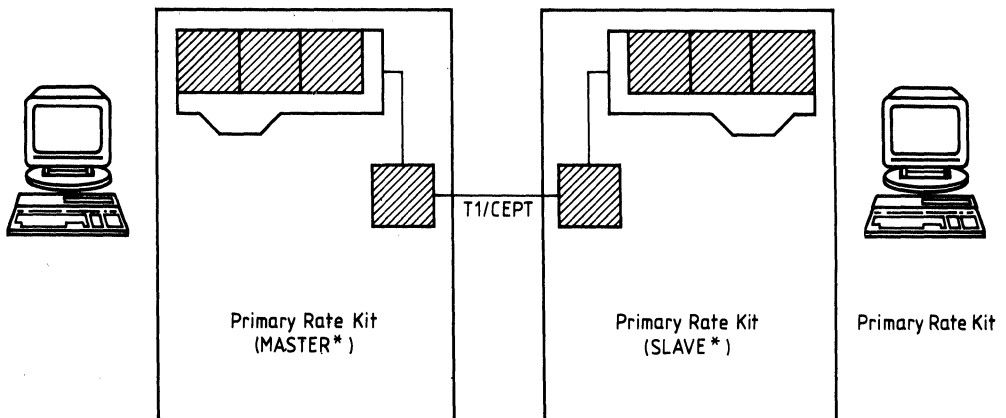 T1/CEPT
Primary Rate Kit
(MASTER*)
Primary Rate Kit
(SLAVE*)
Primary Rate Kit